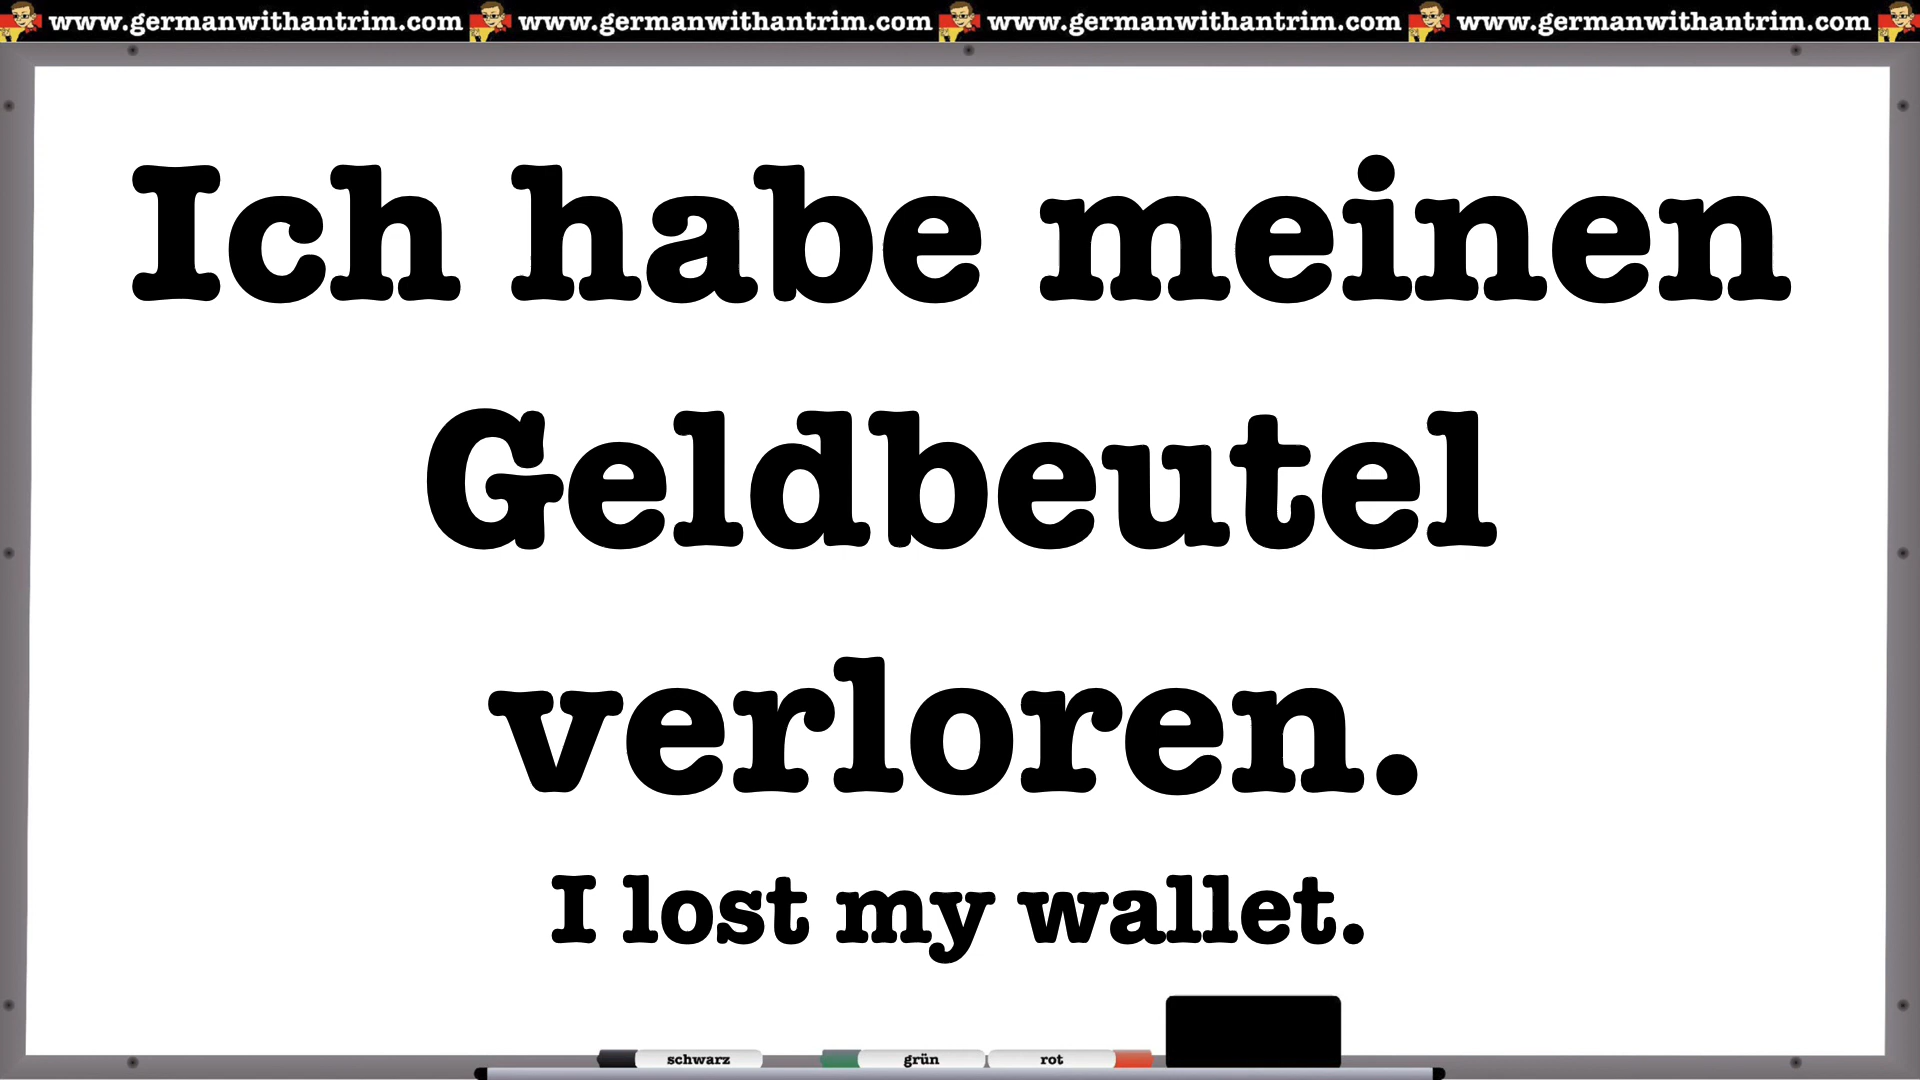 www.germanwithantrim.com www.germanwithantrim.com www.germanwithantrim.com www.germanwithantrim.com
Ich habe meinen
Geldbeutel
verloren.
I lost my wallet.
schwarz grün rot